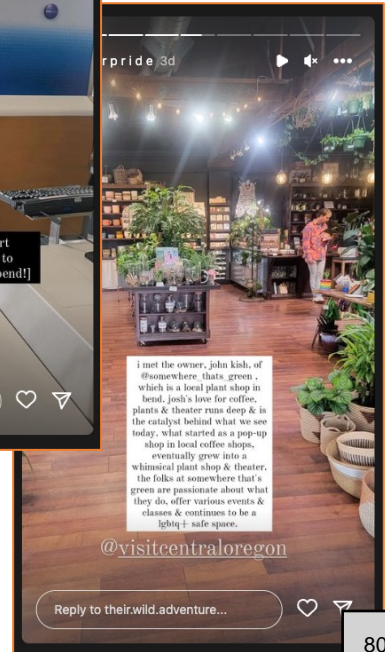 rt
to
pend!]
rpride 3d
i met the owner, john kish, of
@somewhere_thats_green ,
which is a local plant shop in
bend. josh's love for coffee,
plants & theater runs deep & is
the catalyst behind what we see
today. what started as a pop-up
shop in local coffee shops,
eventually grew into a
whimsical plant shop & theater.
the folks at somewhere that's
green are passionate about what
they do, offer various events &
classes & continues to be a
lgbtq+ safe space.
@visitcentraloregon
Reply to their.wild.adventure...
80